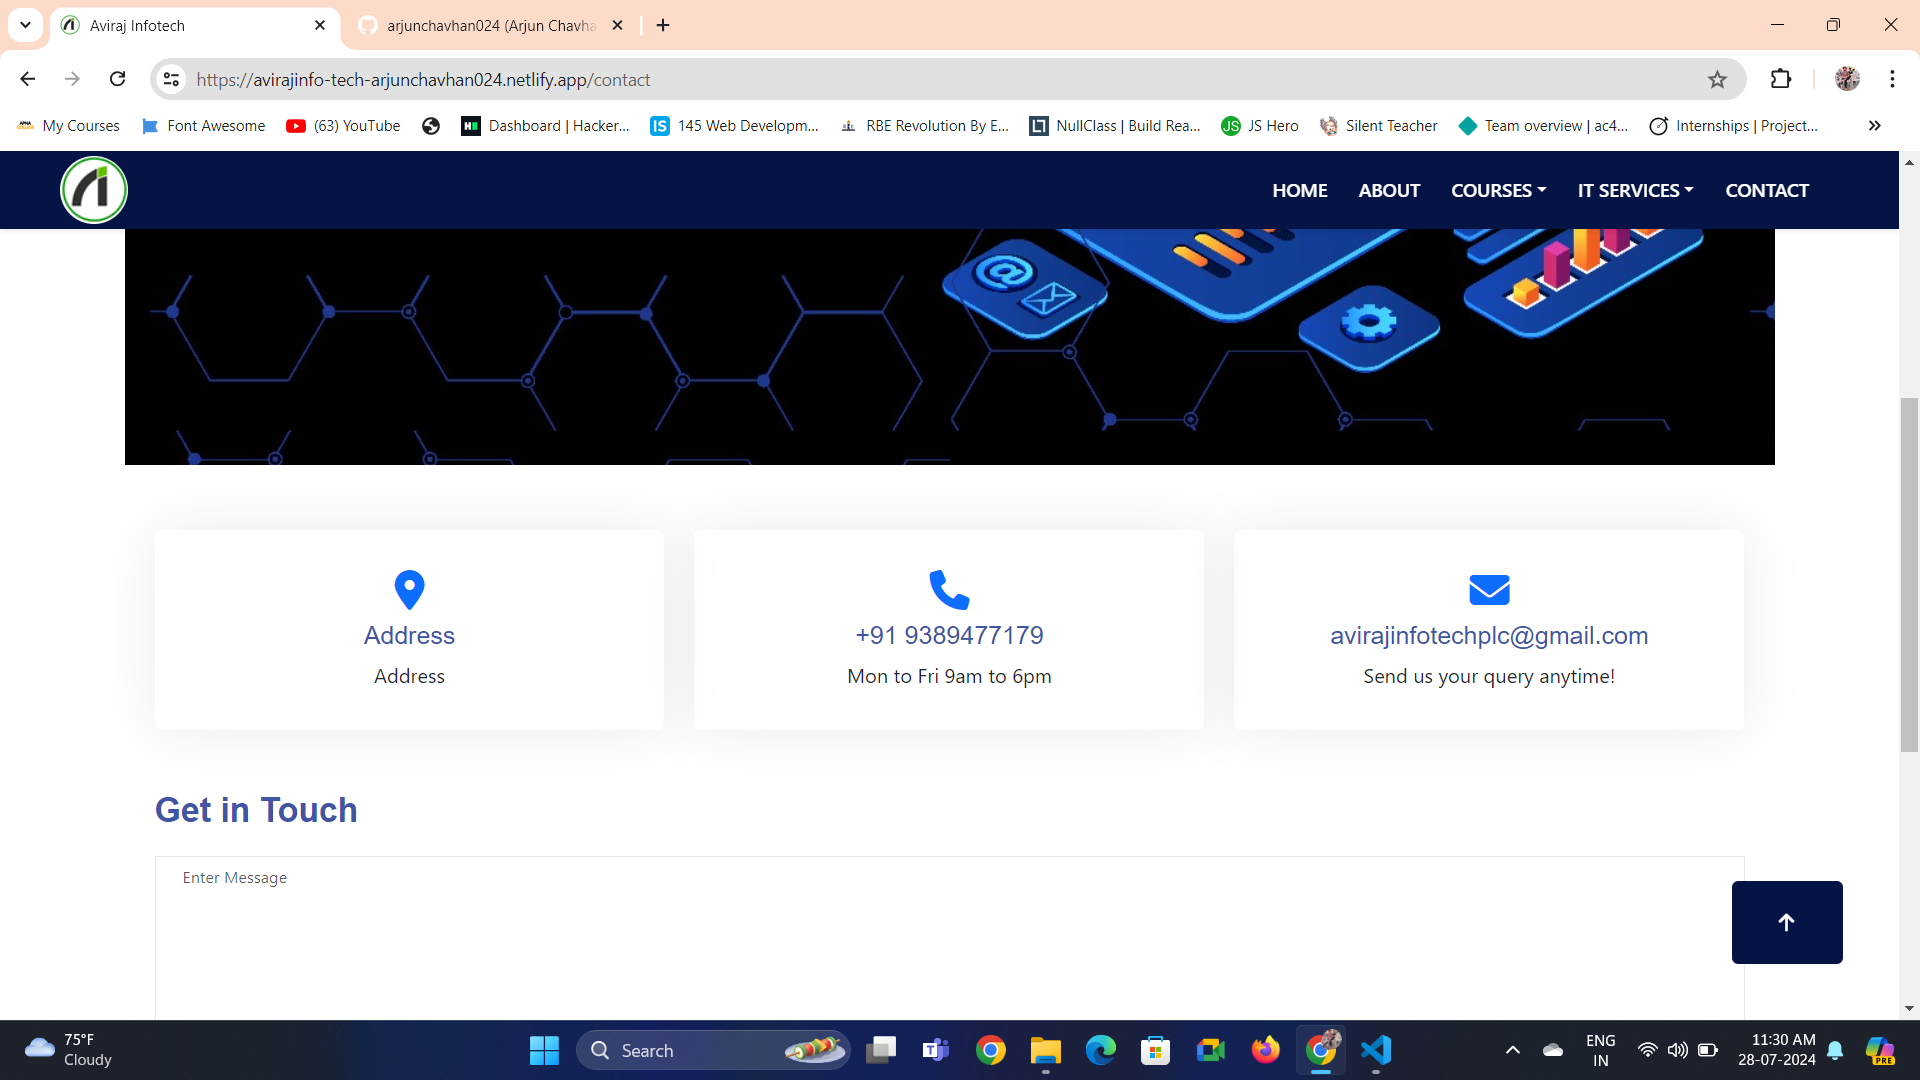 Aviraj Infotech
arjunchavhan024 (Arjun Chavha
https://avirajinfo-tech-arjunchavhan024.netlify.app/contact
My Courses Font Awesome (63) YouTube Dashboard | Hacker... 145 Web Developm... RBE Revolution By E... NullClass | Build Rea... JS Hero Silent Teacher Team overview | ac4... Internships | Project...
HOME ABOUT COURSES IT SERVICES CONTACT
Address
Address
+91 9389477179
Mon to Fri 9am to 6pm
avirajinfotechplc@gmail.com
Send us your query anytime!
Get in Touch
Enter Message
75°F
Cloudy
Search
ENG
IN
11:30 AM
28-07-2024
PRE